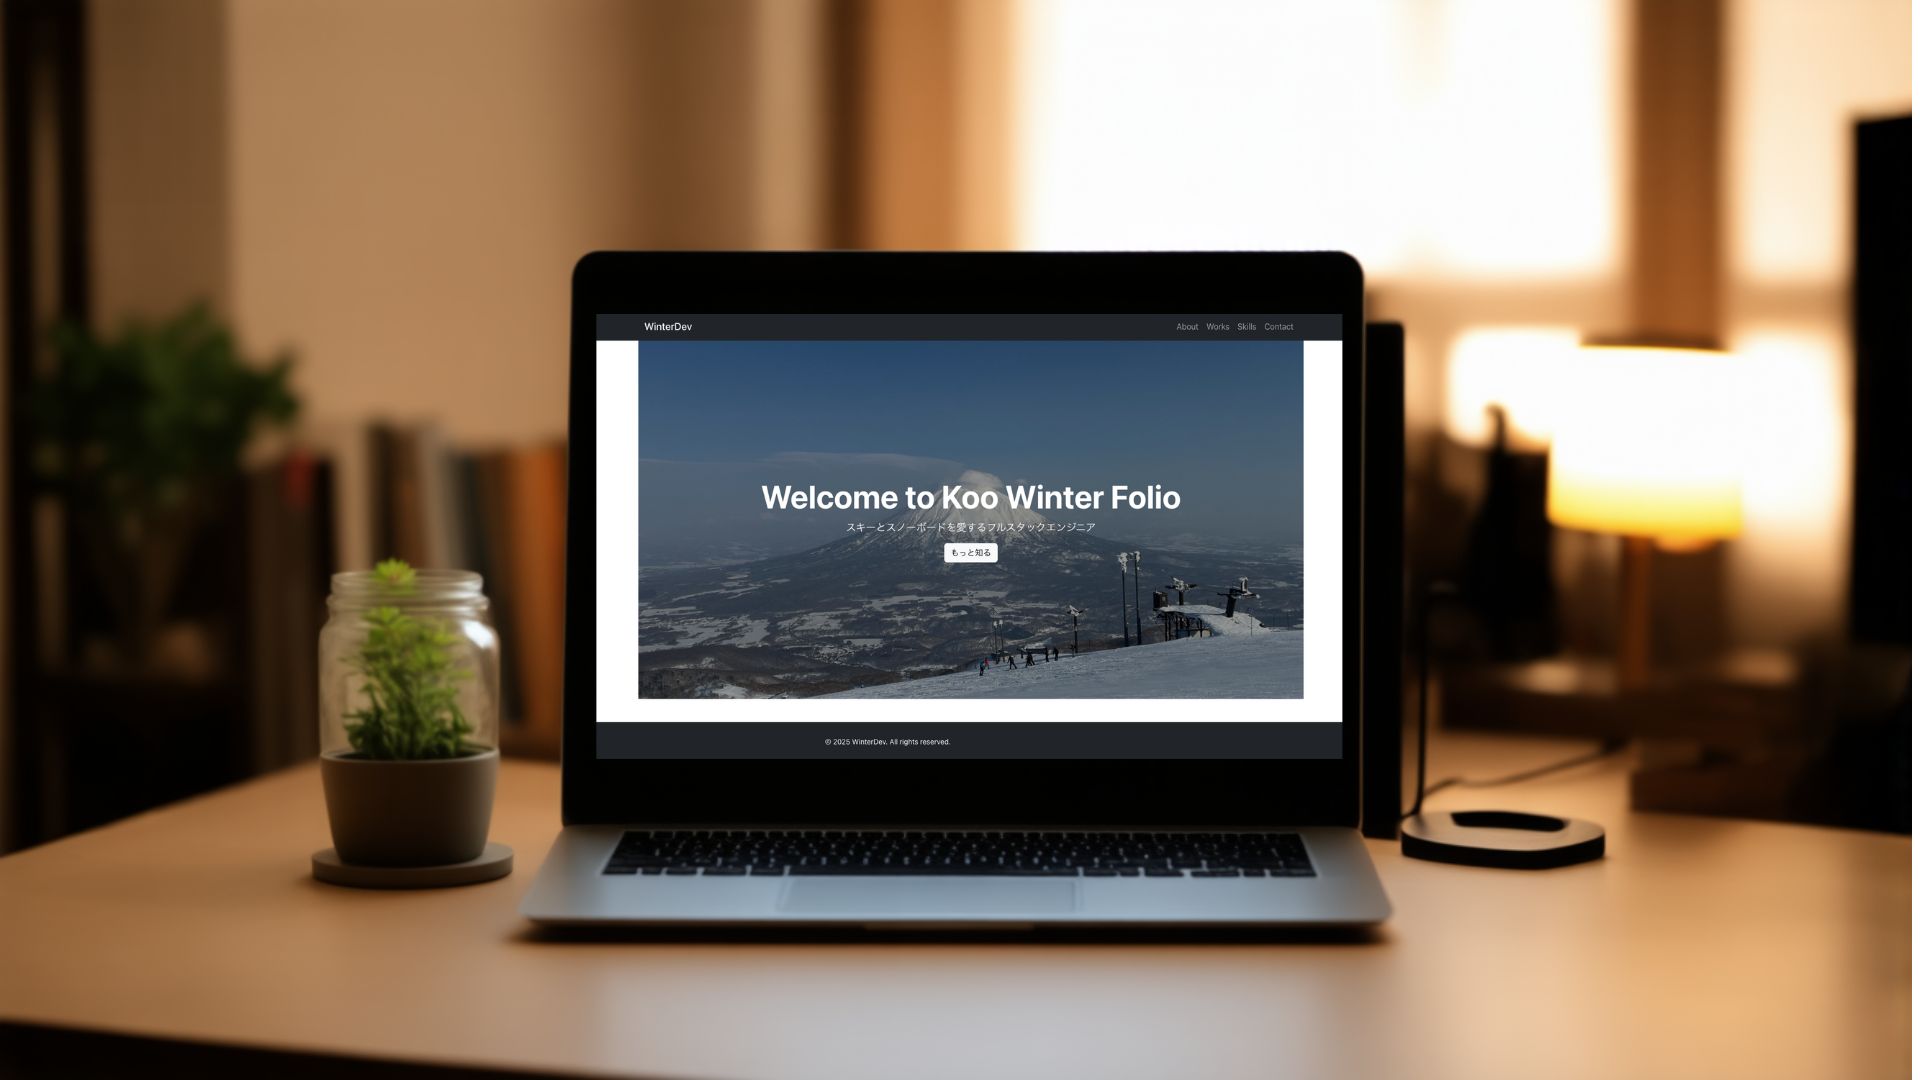 WinterDev
About Works Skills Contact
Welcome to Koo Winter Folio
スキーとスノーボードを愛するフルスタックエンジニア
もっと知る
© 2025 WinterDev. All rights reserved.